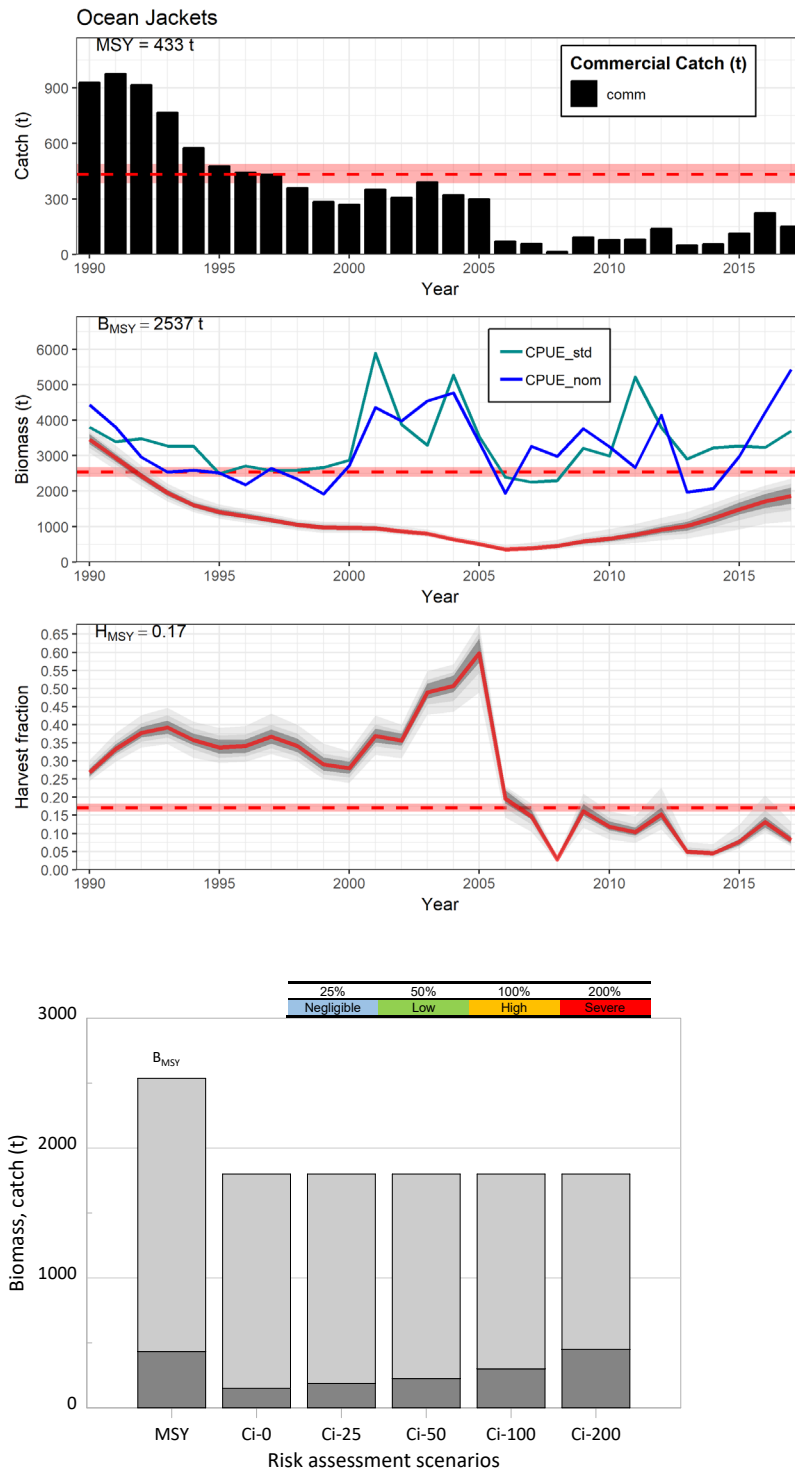 Ocean Jackets
MSY = 433 t
Commercial Catch (t)
comm
900
600
300
0
Catch (t)
1990 1995 2000 2005 2010 2015
Year
B_MSY = 2537 t
CPUE_std
CPUE_nom
6000
5000
4000
3000
2000
1000
0
Biomass (t)
1990 1995 2000 2005 2010 2015
Year
H_MSY = 0.17
0.65
0.60
0.55
0.50
0.45
0.40
0.35
0.30
0.25
0.20
0.15
0.10
0.05
0.00
Harvest fraction
1990 1995 2000 2005 2010 2015
Year
25% 50% 100% 200%
Negligible Low High Severe
3000
2000
1000
0
Biomass, catch (t)
B_MSY
MSY Ci-0 Ci-25 Ci-50 Ci-100 Ci-200
Risk assessment scenarios